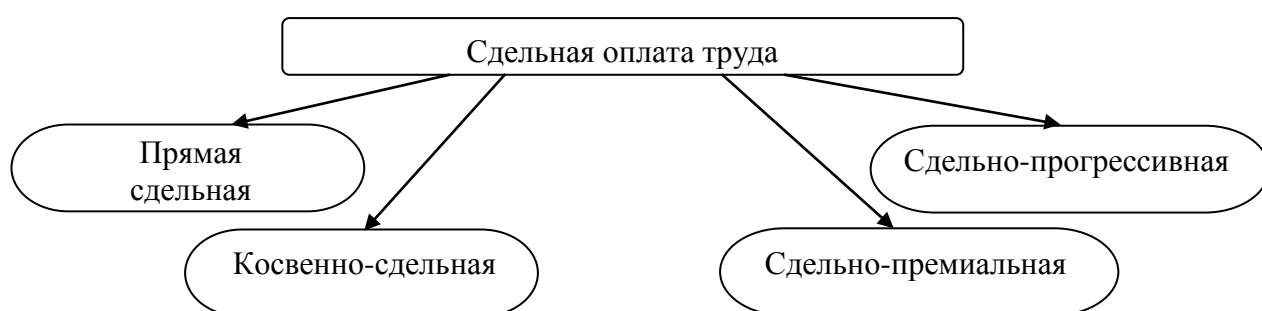 Сдельная оплата труда
Прямая
сдельная
Сдельно-прогрессивная
Косвенно-сдельная
Сдельно-премиальная